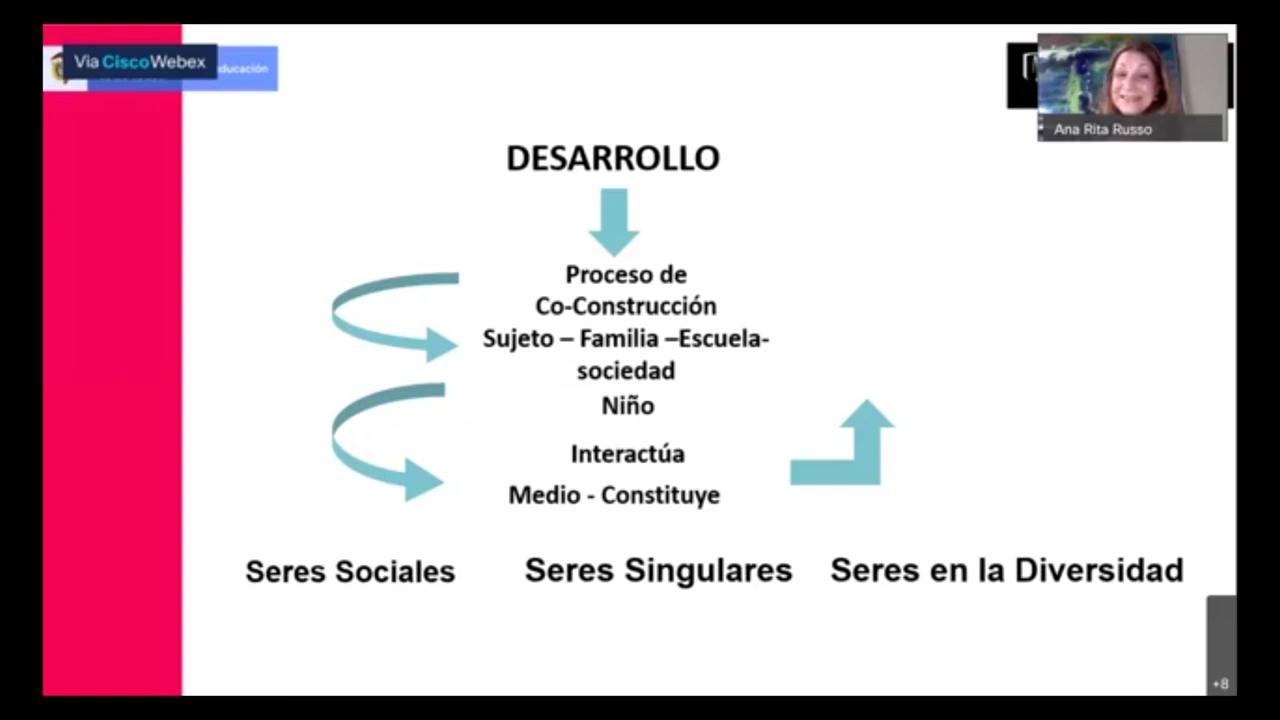 Via CiscoWebex
educación
Ana Rita Russo
DESARROLLO
Proceso de
Co-Construcción
Sujeto – Familia –Escuela-
sociedad
Niño
Interactúa
Medio - Constituye
Seres Sociales
Seres Singulares
Seres en la Diversidad
+8